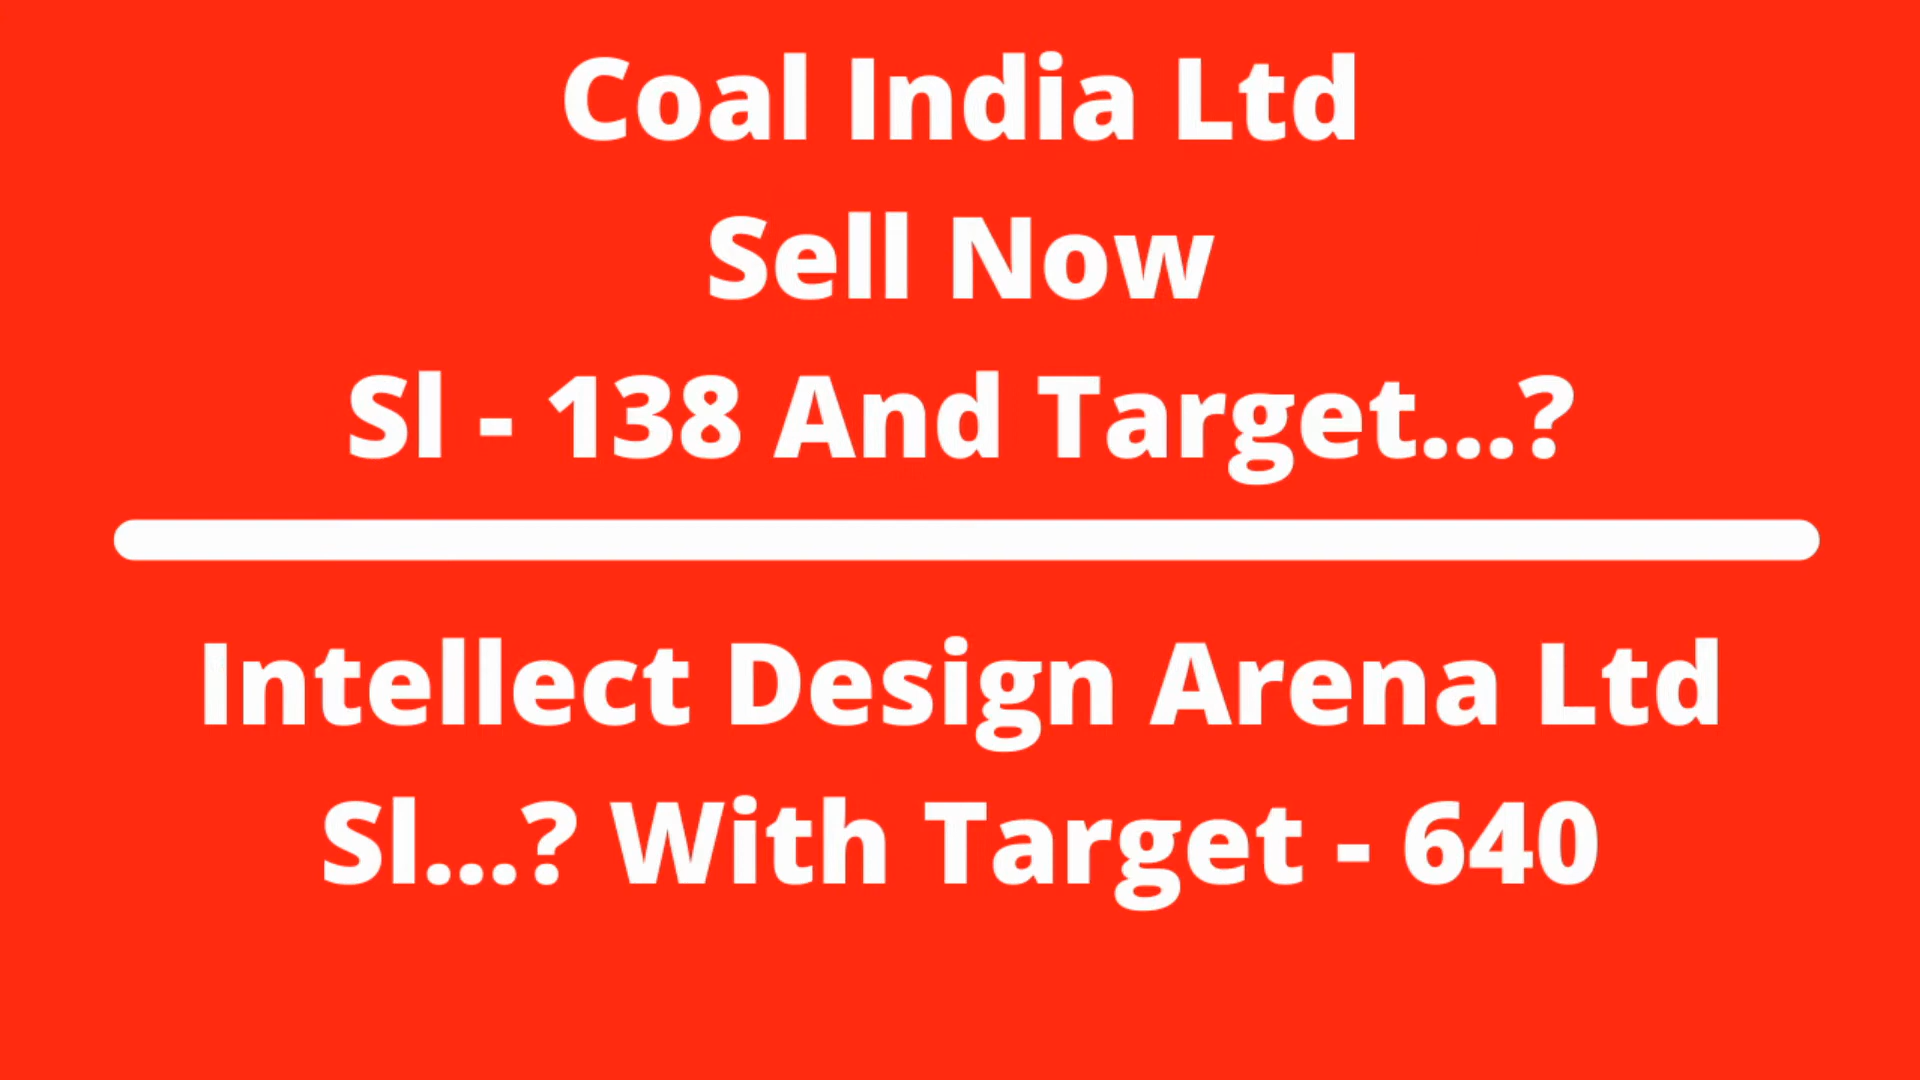 Coal India Ltd
Sell Now
Sl - 138 And Target...?
Intellect Design Arena Ltd
Sl...? With Target - 640